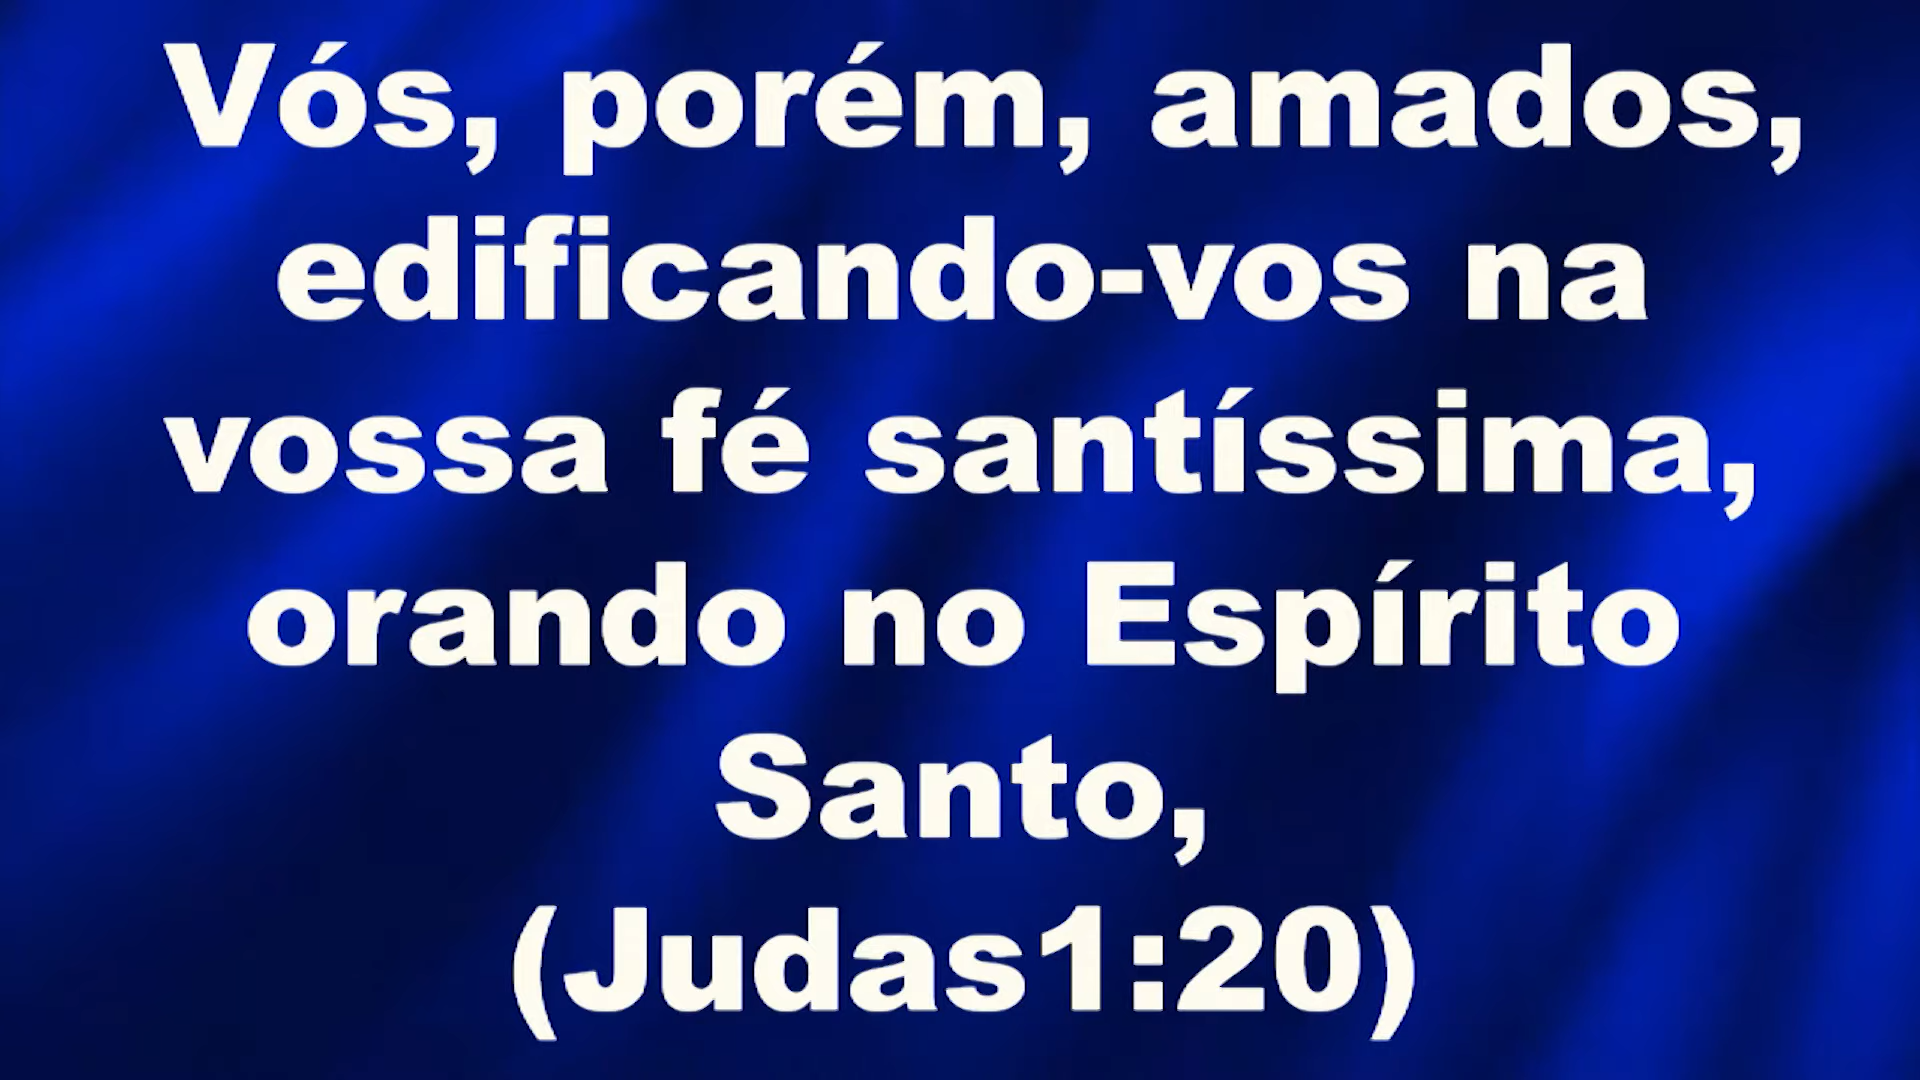 Vós, porém, amados,
edificando-vos na
vossa fé santíssima,
orando no Espírito
Santo,
(Judas1:20)